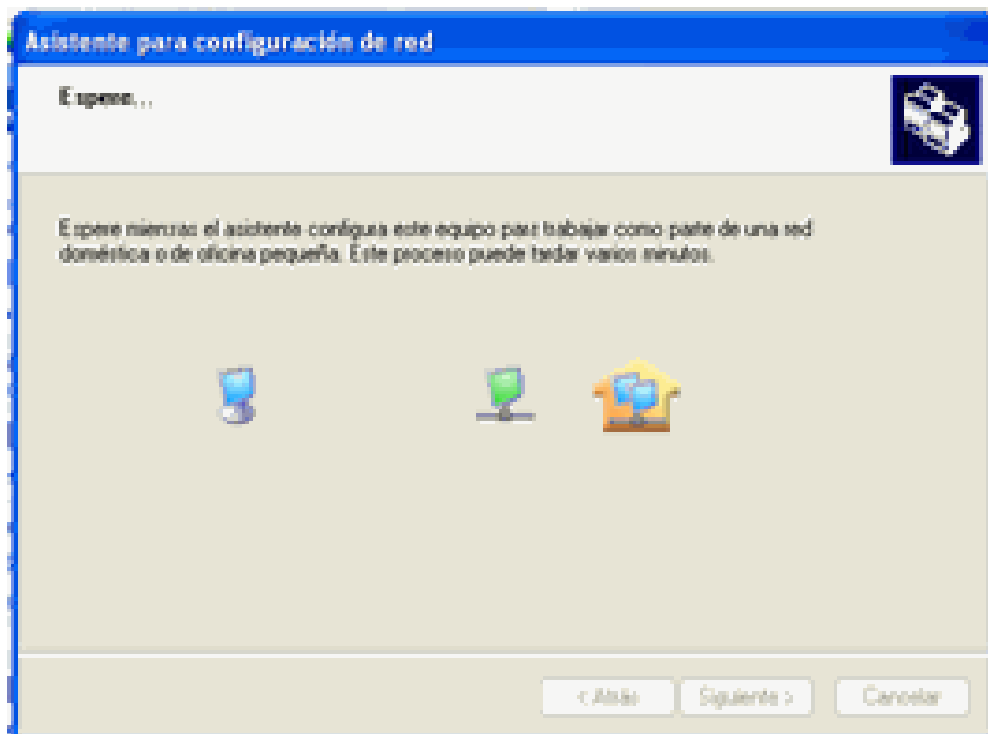 Asistente para configuración de red
Espere...
Espere mientras el asistente configura este equipo para trabajar como parte de una red
doméstica o de oficina pequeña. Este proceso puede tardar varios minutos.
< Atrás
Siguiente >
Cancelar